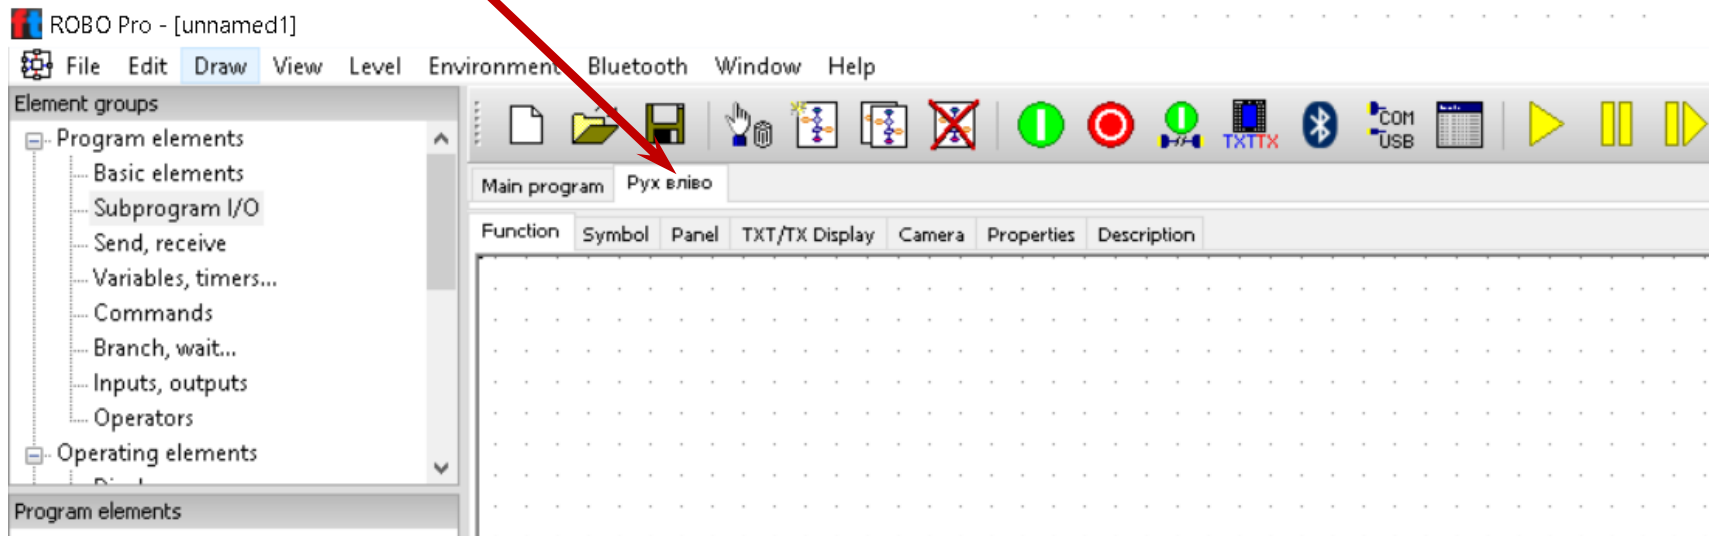 ROBO Pro - [unnamed1]
File Edit Draw View Level Environment Bluetooth Window Help
Element groups
Program elements
Basic elements
Subprogram I/O
Send, receive
Variables, timers...
Commands
Branch, wait...
Inputs, outputs
Operators
Operating elements
Program elements
COM
USB
TXTTX
Main program Рух вліво
Function Symbol Panel TXT/TX Display Camera Properties Description